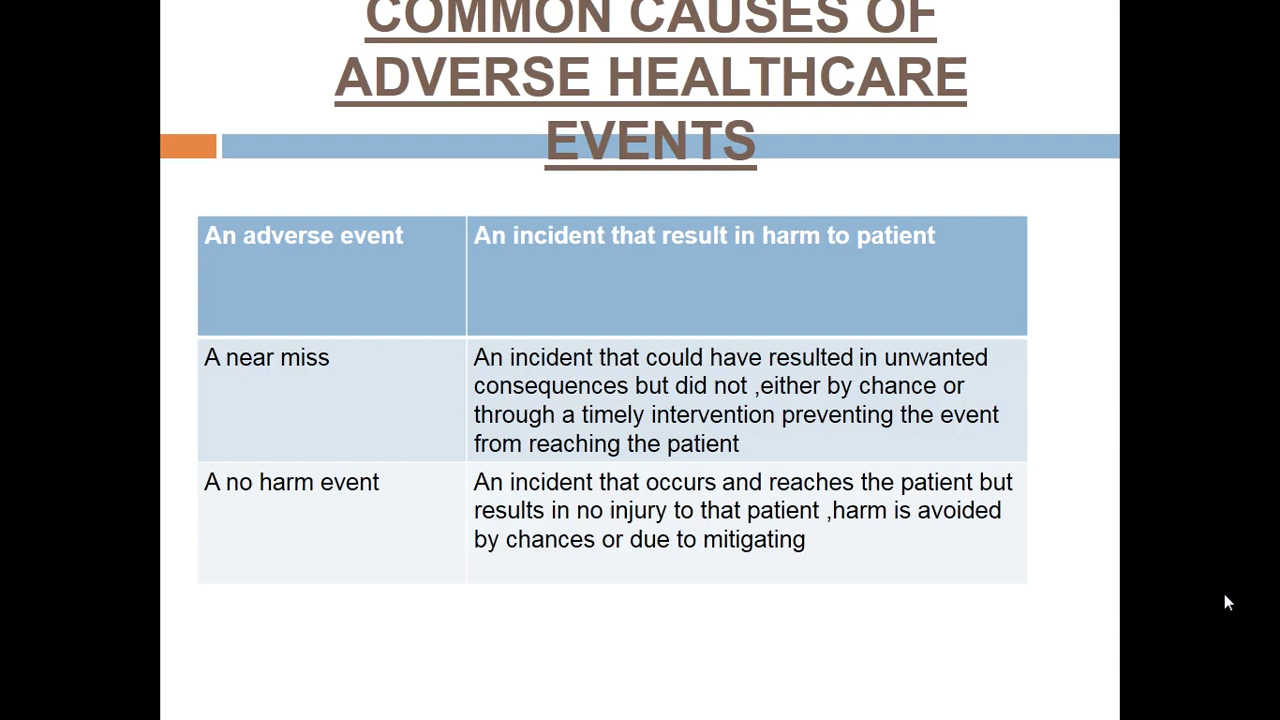 COMMON CAUSES OF
ADVERSE HEALTHCARE
EVENTS
An adverse event
An incident that result in harm to patient
A near miss
An incident that could have resulted in unwanted
consequences but did not ,either by chance or
through a timely intervention preventing the event
from reaching the patient
A no harm event
An incident that occurs and reaches the patient but
results in no injury to that patient ,harm is avoided
by chances or due to mitigating